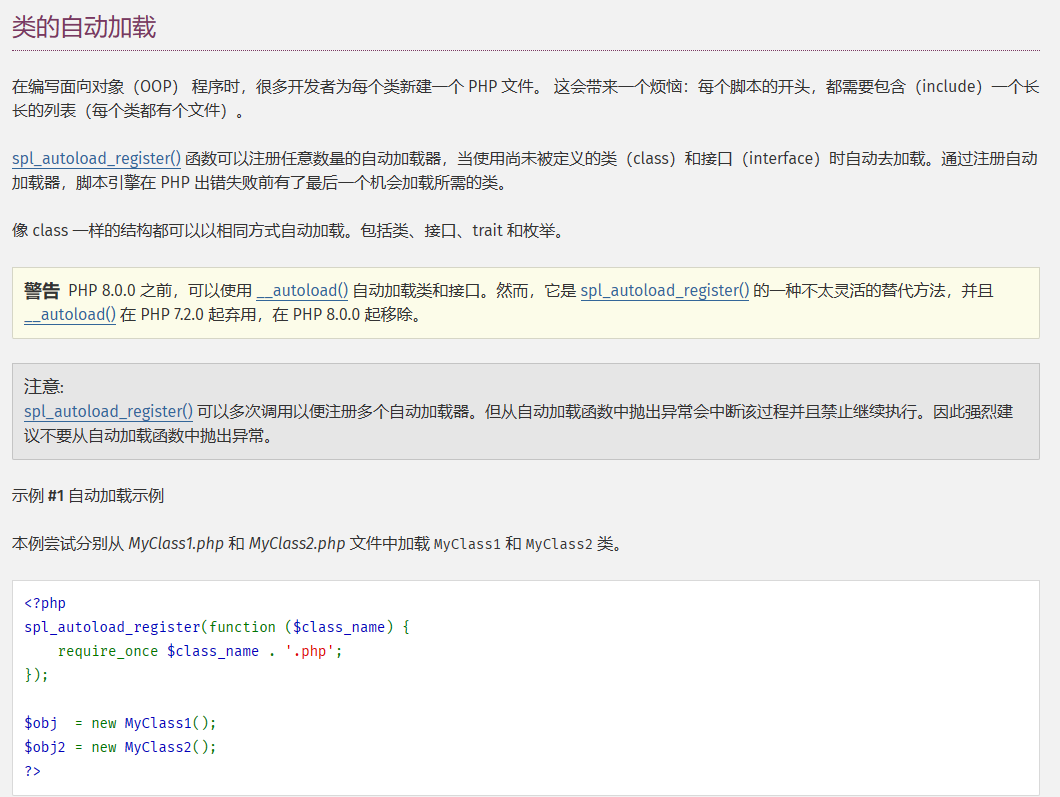 类的自动加载
在编写面向对象（OOP） 程序时，很多开发者为每个类新建一个 PHP 文件。 这会带来一个烦恼：每个脚本的开头，都需要包含（include）一个长
长的列表（每个类都有个文件）。
spl_autoload_register() 函数可以注册任意数量的自动加载器，当使用尚未被定义的类（class）和接口（interface）时自动去加载。通过注册自动
加载器，脚本引擎在 PHP 出错失败前有了最后一个机会加载所需的类。
像 class 一样的结构都可以以相同方式自动加载。包括类、接口、trait 和枚举。
警告 PHP 8.0.0 之前，可以使用 __autoload() 自动加载类和接口。然而，它是 spl_autoload_register() 的一种不太灵活的替代方法，并且
__autoload() 在 PHP 7.2.0 起弃用，在 PHP 8.0.0 起移除。
注意:
spl_autoload_register() 可以多次调用以便注册多个自动加载器。但从自动加载函数中抛出异常会中断该过程并且禁止继续执行。因此强烈建
议不要从自动加载函数中抛出异常。
示例 #1 自动加载示例
本例尝试分别从 MyClass1.php 和 MyClass2.php 文件中加载 MyClass1 和 MyClass2 类。
<?php
spl_autoload_register(function ($class_name) {
    require_once $class_name . '.php';
});
$obj  = new MyClass1();
$obj2 = new MyClass2();
?>